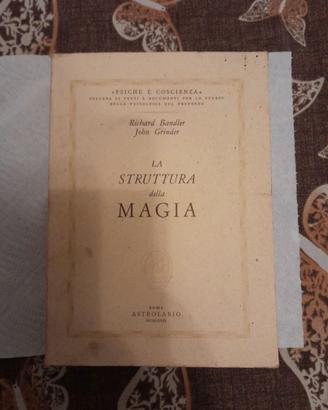 «PSICHE E COSCIENZA»
COLLANA DI TESTI E DOCUMENTI PER LO STUDIO
DELLA PSICOLOGIA DEL PROFONDO
Richard Bandler
John Grinder
LA
STRUTTURA
della
MAGIA
ROMA
ASTROLABIO